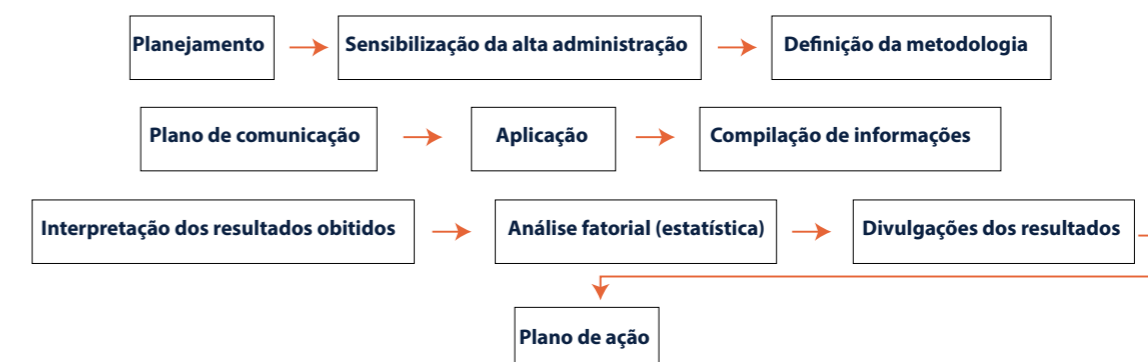 Planejamento Sensibilização da alta administração Definição da metodologia
Plano de comunicação Aplicação Compilação de informações
Interpretação dos resultados obitidos Análise fatorial (estatística) Divulgações dos resultados
Plano de ação